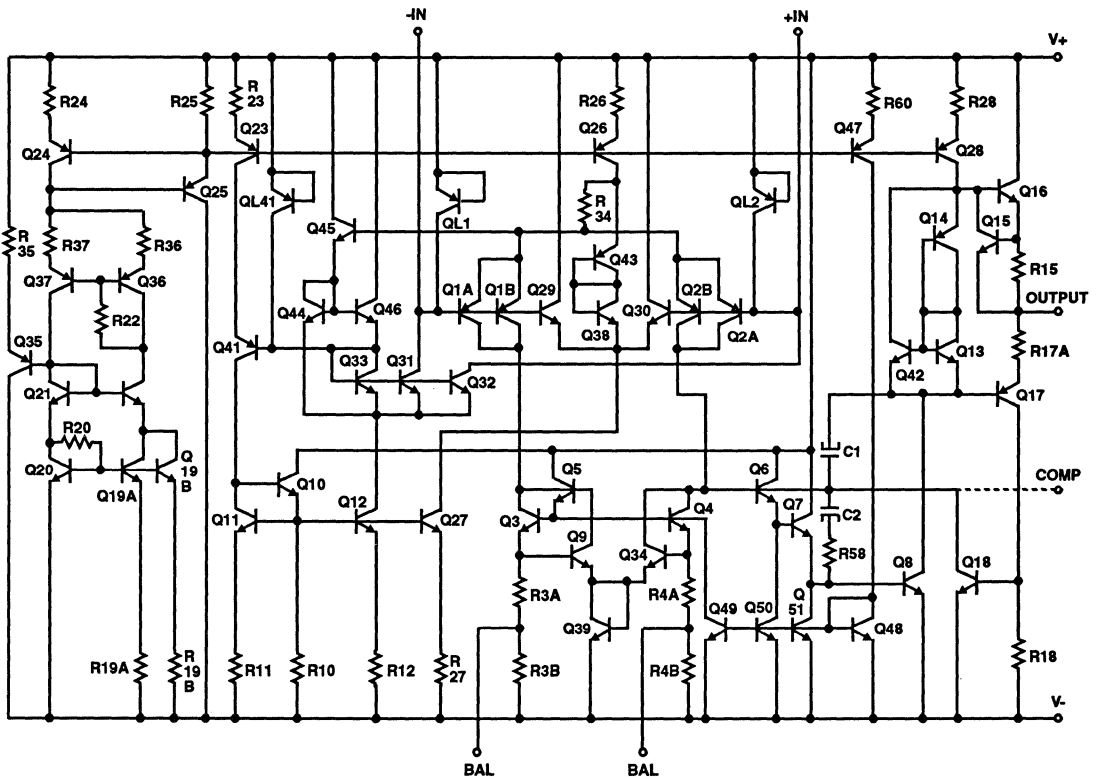 -IN +IN
V+
R24 R25 R 23 R26 R60 R28
Q24 Q23 Q26 Q47 Q28
Q25 QL41 QL1 R 34 QL2 Q16
R 35 R37 R36 Q45 Q14 Q15
Q37 Q36 Q43 R15
Q44 Q46 Q1A Q1B Q29 Q30 Q2B OUTPUT
R22 Q38 Q2A
Q35 Q41 Q33 Q31 Q32 Q42 Q13 R17A
Q21 Q17
R20 C1
Q20 Q19A Q 19 B Q10 Q5 Q6 COMP
Q11 Q12 Q27 Q3 Q4 Q7 C2
Q9 Q34 R58 Q8 Q18
R3A R4A Q49 Q50 Q 51
Q39 Q48
R19A R 19 B R11 R10 R12 R 27 R3B R4B R18
V-
BAL BAL